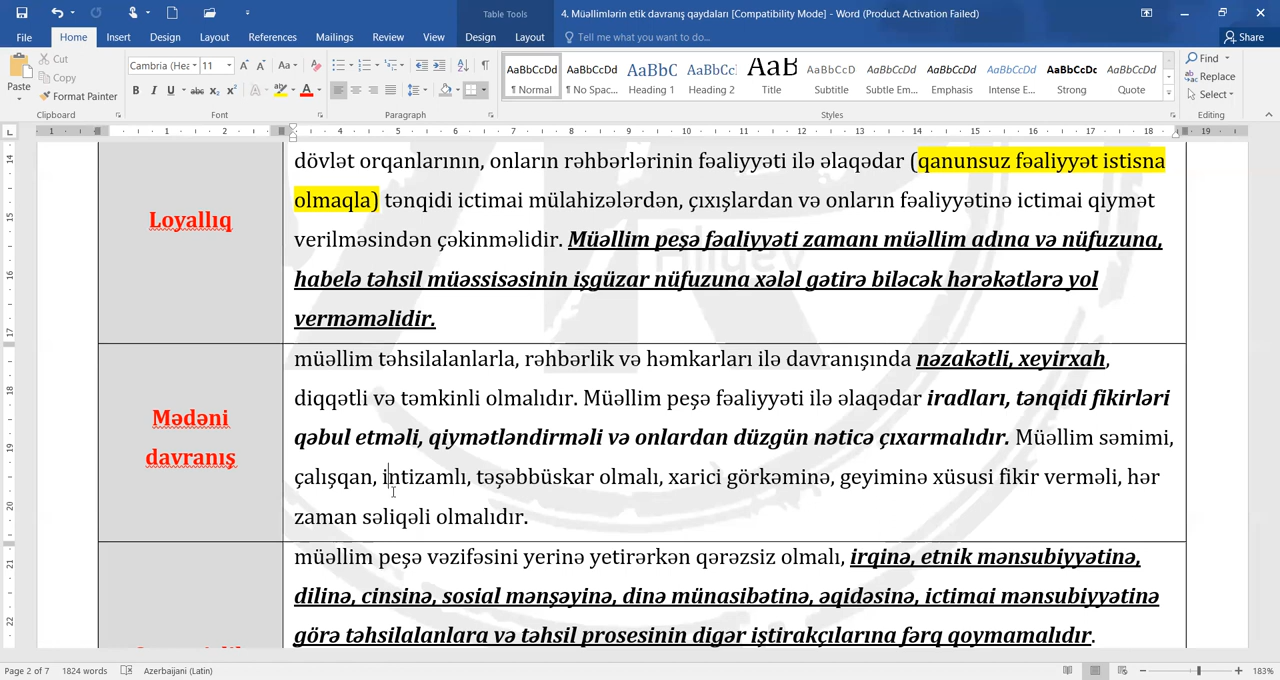 Table Tools
4. Müəllimlərin etik davranış qaydaları [Compatibility Mode] - Word (Product Activation Failed)
File Home Insert Design Layout References Mailings Review View Design Layout Tell me what you want to do... Share
Paste Cut Copy Format Painter
Clipboard
Cambria (Hea 11
Font
Paragraph
AaBbCcDd AaBbCcDd AaBbC AaBbCc AaB AaBbCcD AaBbCcDd AaBbCcDd AaBbCcDd AaBbCcDc AaBbCcDd
¶ Normal ¶ No Spac... Heading 1 Heading 2 Title Subtitle Subtle Em... Emphasis Intense E... Strong Quote
Styles
Find
Replace
Select
Editing
dövlət orqanlarının, onların rəhbərlərinin fəaliyyəti ilə əlaqədar (qanunsuz fəaliyyət istisna
olmaqla) tənqidi ictimai mülahizələrdən, çıxışlardan və onların fəaliyyətinə ictimai qiymət
Loyallıq
verilməsindən çəkinməlidir. Müəllim peşə fəaliyyəti zamanı müəllim adına və nüfuzuna,
habelə təhsil müəssisəsinin işgüzar nüfuzuna xələl gətirə biləcək hərəkətlərə yol
verməməlidir.
müəllim təhsilalanlarla, rəhbərlik və həmkarları ilə davranışında nəzakətli, xeyirxah,
diqqətli və təmkinli olmalıdır. Müəllim peşə fəaliyyəti ilə əlaqədar iradları, tənqidi fikirləri
Mədəni
davranış
qəbul etməli, qiymətləndirməli və onlardan düzgün nəticə çıxarmalıdır. Müəllim səmimi,
çalışqan, intizamlı, təşəbbüskar olmalı, xarici görkəminə, geyiminə xüsusi fikir verməli, hər
zaman səliqəli olmalıdır.
müəllim peşə vəzifəsini yerinə yetirərkən qərəzsiz olmalı, irqinə, etnik mənsubiyyətinə,
dilinə, cinsinə, sosial mənşəyinə, dinə münasibətinə, əqidəsinə, ictimai mənsubiyyətinə
görə təhsilalanlara və təhsil prosesinin digər iştirakçılarına fərq qoymamalıdır.
Page 2 of 7 1824 words Azerbaijani (Latin) 183%